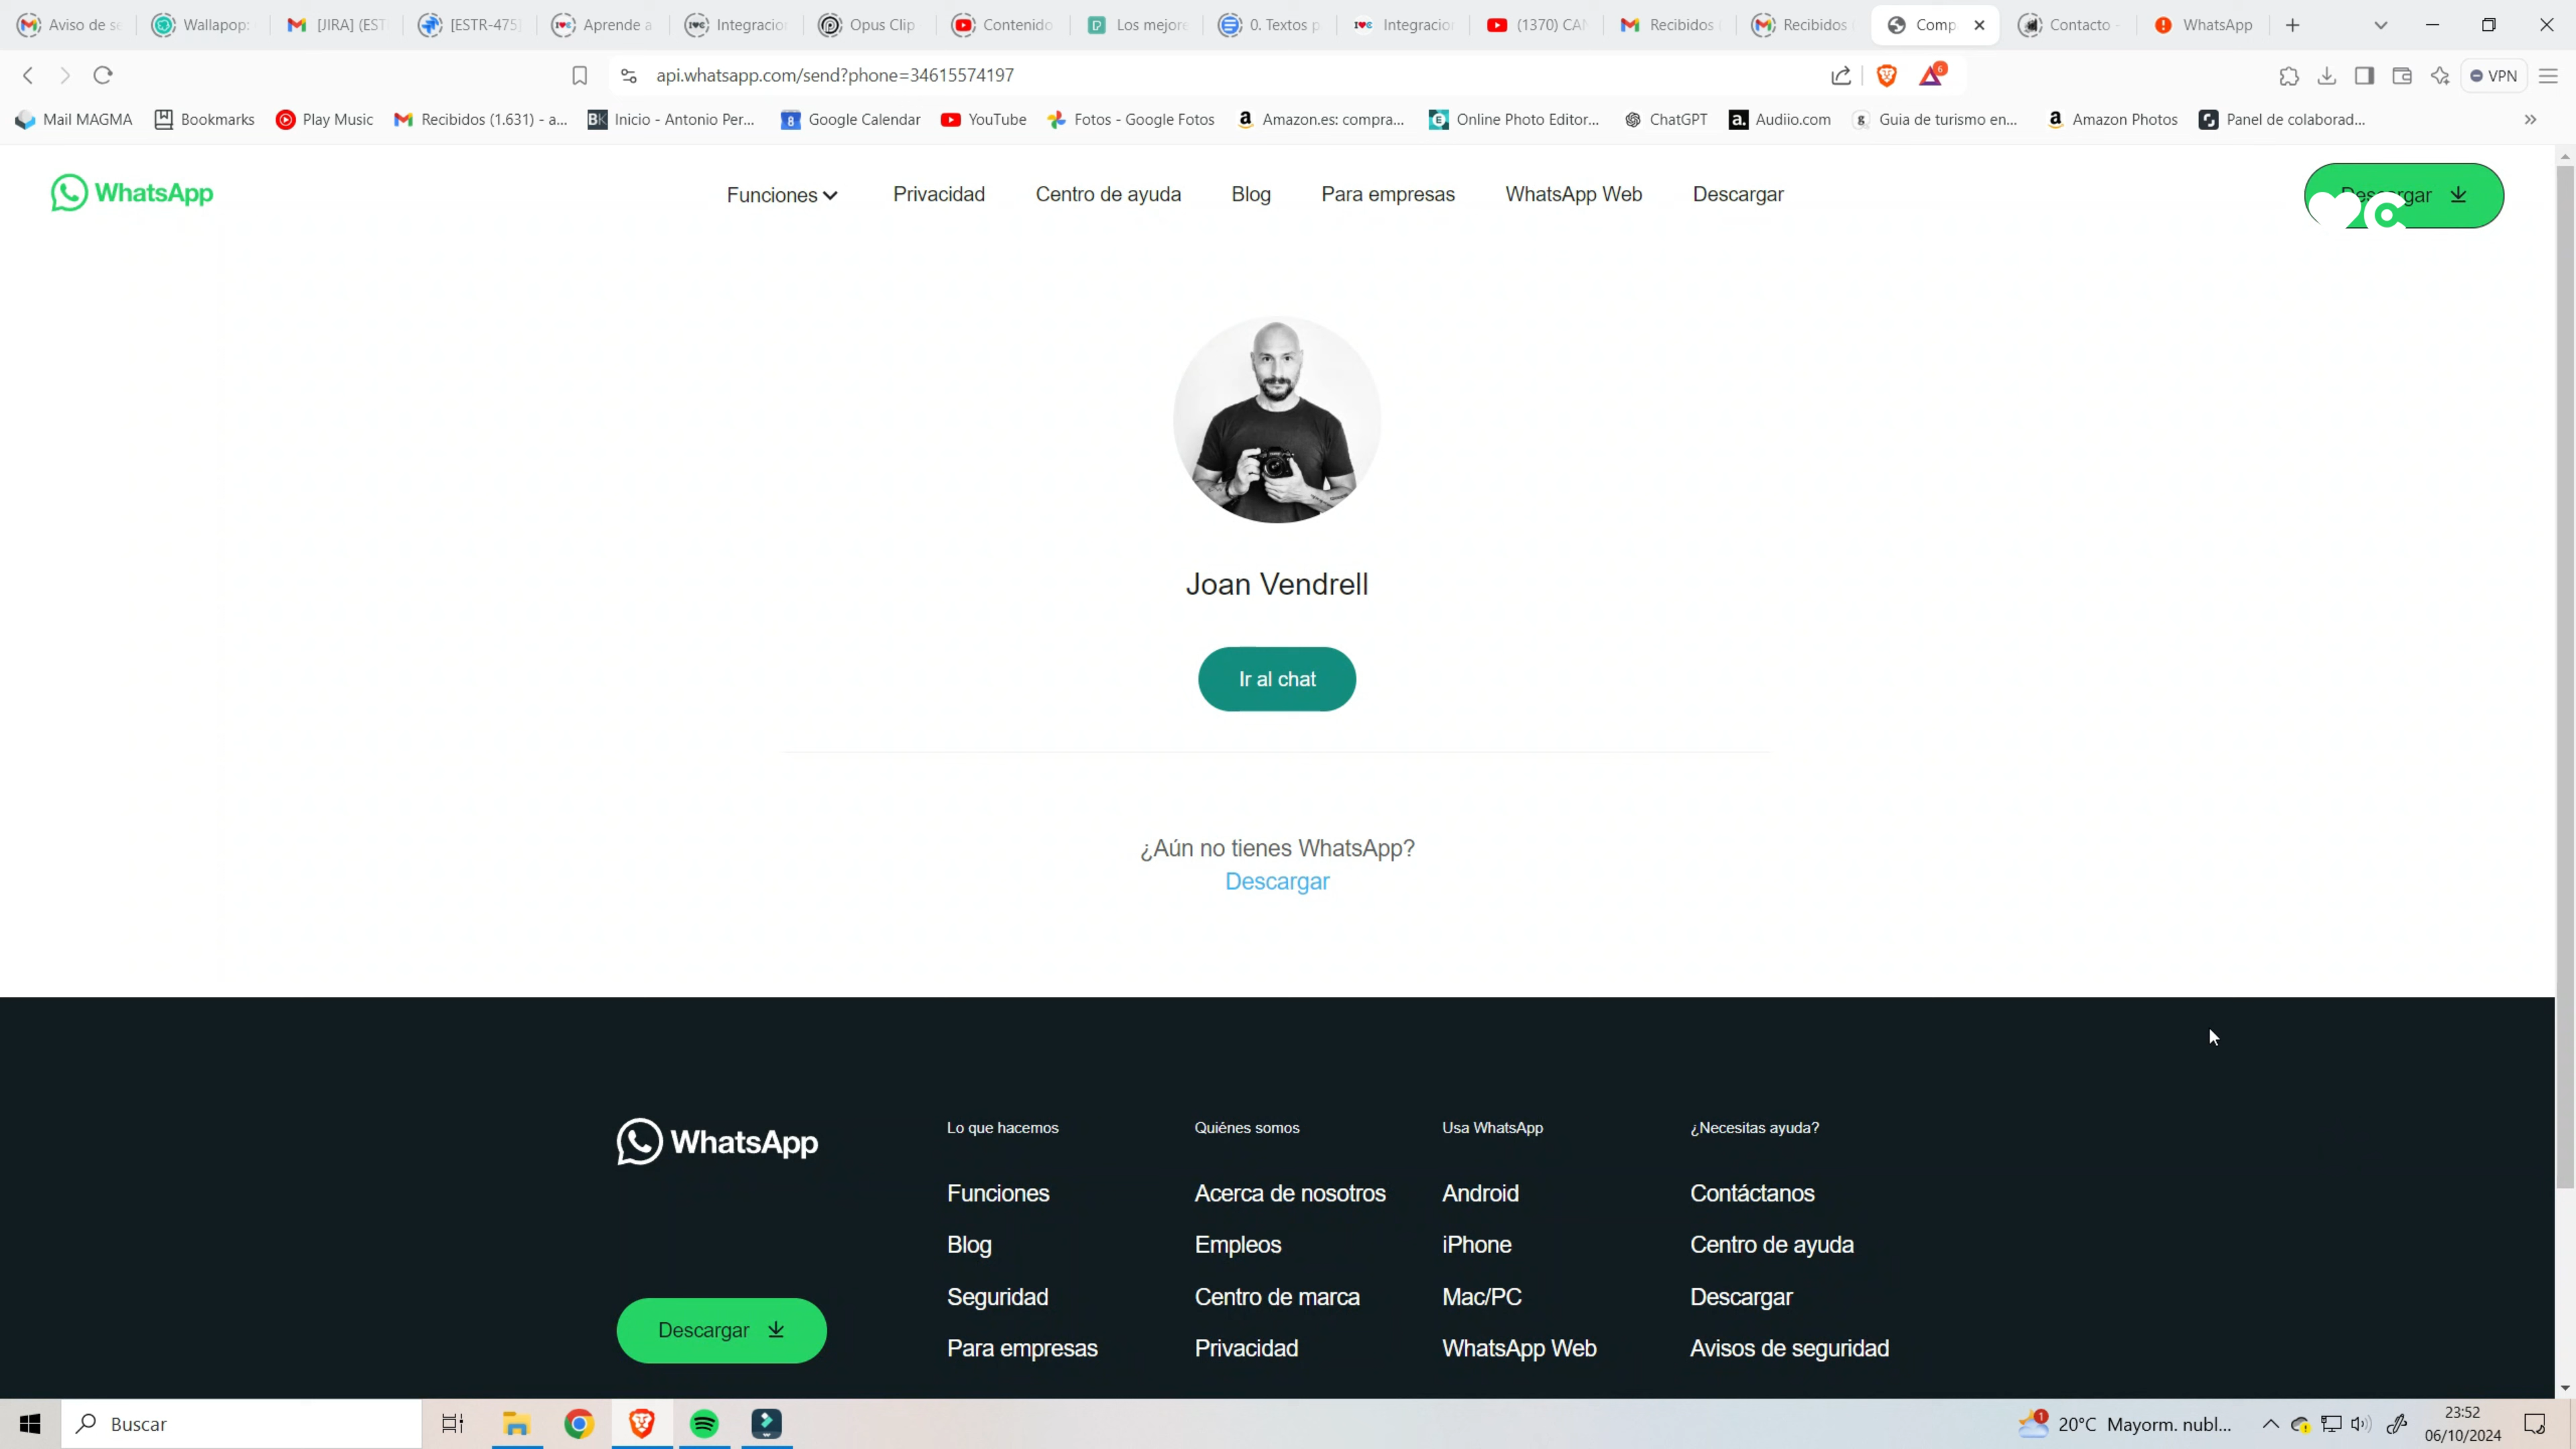 Aviso de se
Wallapop:
[JIRA] (EST
[ESTR-475]
Aprende a
Integracion
Opus Clip
Contenido
Los mejore
0. Textos p
Integracion
(1370) CAN
Recibidos
Recibidos
Comp
Contacto -
WhatsApp
api.whatsapp.com/send?phone=34615574197
6
VPN
Mail MAGMA
Bookmarks
Play Music
Recibidos (1.631) - a...
BK Inicio - Antonio Per...
8 Google Calendar
YouTube
Fotos - Google Fotos
Amazon.es: compra...
Online Photo Editor...
ChatGPT
a. Audiio.com
g Guia de turismo en...
Amazon Photos
Panel de colaborad...
WhatsApp
Funciones
Privacidad
Centro de ayuda
Blog
Para empresas
WhatsApp Web
Descargar
Joan Vendrell
Ir al chat
¿Aún no tienes WhatsApp?
Descargar
WhatsApp
Descargar
Lo que hacemos
Funciones
Blog
Seguridad
Para empresas
Quiénes somos
Acerca de nosotros
Empleos
Centro de marca
Privacidad
Usa WhatsApp
Android
iPhone
Mac/PC
WhatsApp Web
¿Necesitas ayuda?
Contáctanos
Centro de ayuda
Descargar
Avisos de seguridad
Buscar
1
20°C Mayorm. nubl...
23:52
06/10/2024